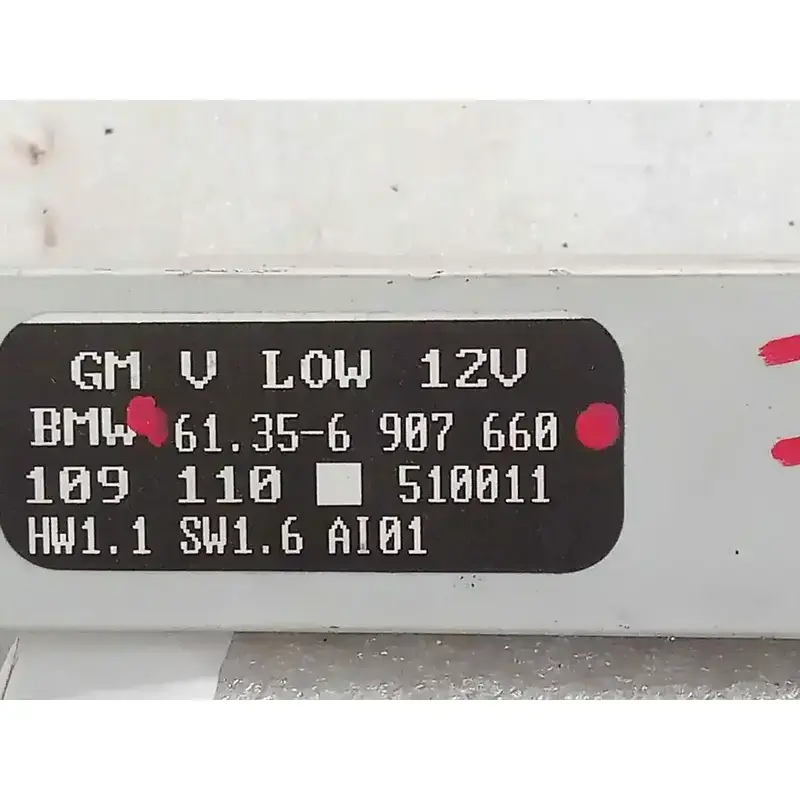 GM V LOW 12V
BMW 61.35-6 907 660
109 110 510011
HW1.1 SW1.6 AI01